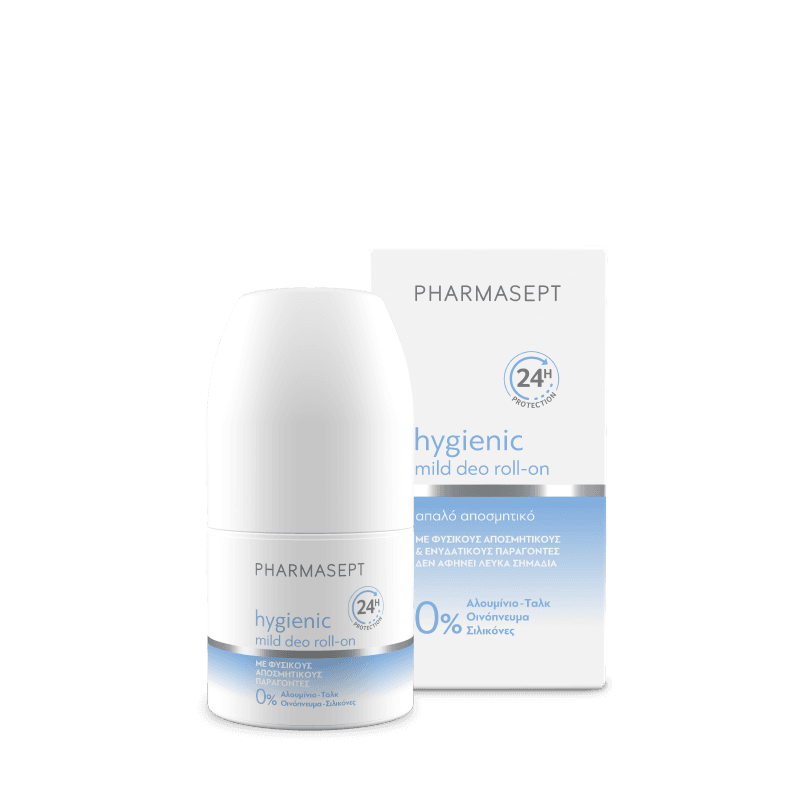 PHARMASEPT
24H
PROTECTION
hygienic
mild deo roll-on
απαλό αποσμητικό
ΜΕ ΦΥΣΙΚΟΥΣ ΑΠΟΣΜΗΤΙΚΟΥΣ
& ΕΝΥΔΑΤΙΚΟΥΣ ΠΑΡΑΓΟΝΤΕΣ
ΔΕΝ ΑΦΗΝΕΙ ΛΕΥΚΑ ΣΗΜΑΔΙΑ
0%
Αλουμίνιο-Ταλκ
Οινόπνευμα
Σιλικόνες
PHARMASEPT
24H
PROTECTION
hygienic
mild deo roll-on
ΜΕ ΦΥΣΙΚΟΥΣ
ΑΠΟΣΜΗΤΙΚΟΥΣ
ΠΑΡΑΓΟΝΤΕΣ
0%
Αλουμίνιο-Ταλκ
Οινόπνευμα-Σιλικόνες